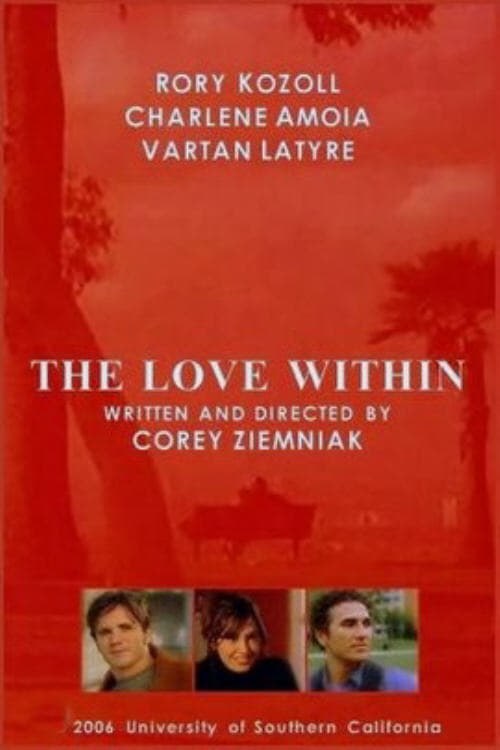 RORY KOZOLL
CHARLENE AMOIA
VARTAN LATYRE
THE LOVE WITHIN
WRITTEN AND DIRECTED BY
COREY ZIEMNIAK
2006 University of Southern California